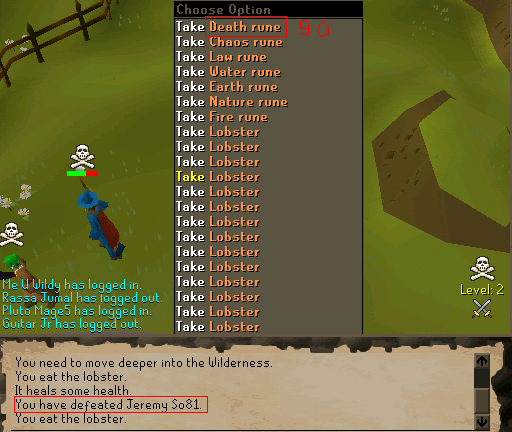 Choose Option
Take Death rune 90
Take Chaos rune
Take Law rune
Take Water rune
Take Earth rune
Take Nature rune
Take Fire rune
Take Lobster
Take Lobster
Take Lobster
Take Lobster
Take Lobster
Take Lobster
Take Lobster
Take Lobster
Take Lobster
Take Lobster
Take Lobster
Take Lobster
Take Lobster
Take Lobster
Level: 2
Me W Wildy has logged in.
Rassa Jumal has logged out.
Pluto Mage5 has logged in.
Guitar Jr has logged out.
You need to move deeper into the Wilderness.
You eat the lobster.
It heals some health.
You have defeated Jeremy So81.
You eat the lobster.